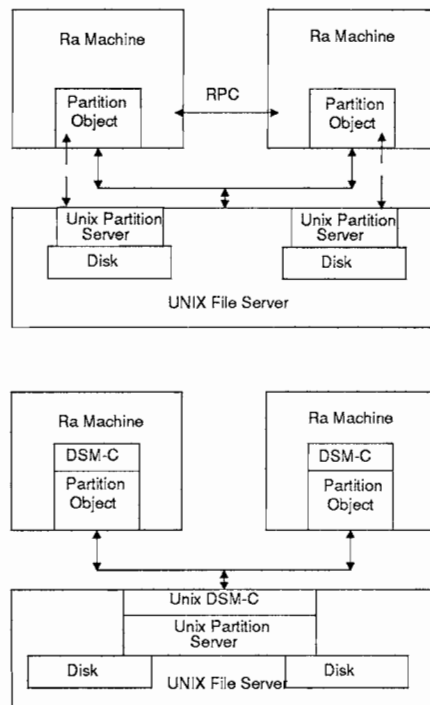 Ra Machine
Ra Machine
Partition
Object
RPC
Partition
Object
Unix Partition
Server
Unix Partition
Server
Disk
Disk
UNIX File Server
Ra Machine
Ra Machine
DSM-C
DSM-C
Partition
Object
Partition
Object
Unix DSM-C
Unix Partition
Server
Disk
Disk
UNIX File Server